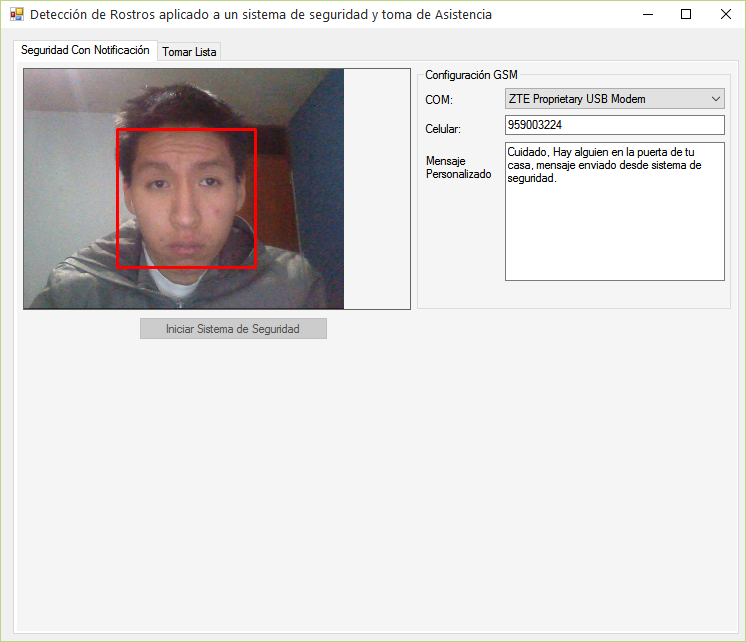 Detección de Rostros aplicado a un sistema de seguridad y toma de Asistencia
Seguridad Con Notificación
Tomar Lista
Configuración GSM
COM:
ZTE Proprietary USB Modem
Celular:
959003224
Mensaje
Personalizado
Cuidado, Hay alguien en la puerta de tu
casa, mensaje enviado desde sistema de
seguridad.
Iniciar Sistema de Seguridad